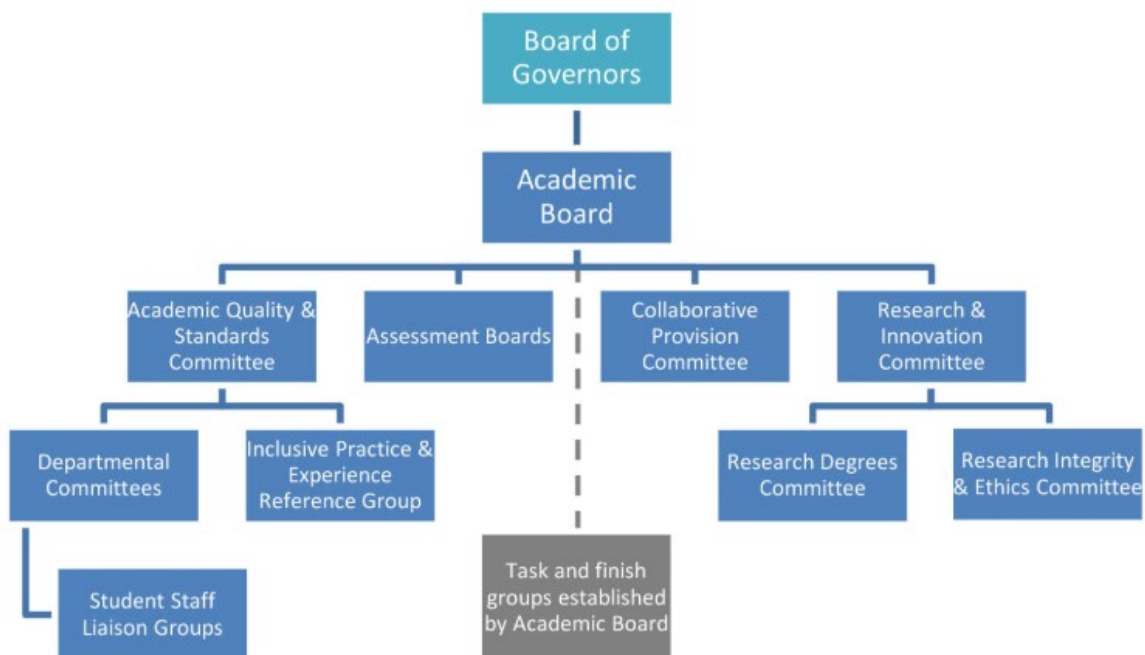 Board of
Governors
Academic
Board
Academic Quality &
Standards
Committee
Assessment Boards
Collaborative
Provision
Committee
Research &
Innovation
Committee
Departmental
Committees
Inclusive Practice &
Experience
Reference Group
Research Degrees
Committee
Research Integrity
& Ethics Committee
Student Staff
Liaison Groups
Task and finish
groups established
by Academic Board